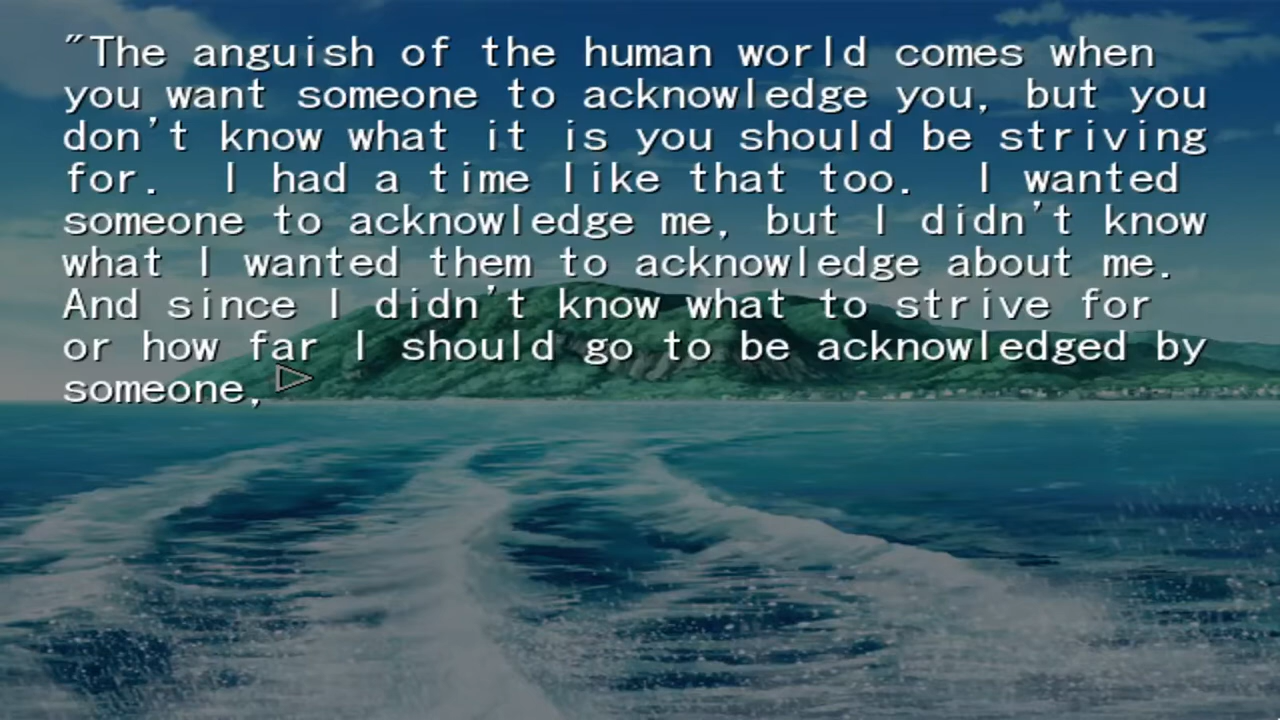 "The anguish of the human world comes when
you want someone to acknowledge you, but you
don't know what it is you should be striving
for.  I had a time like that too.  I wanted
someone to acknowledge me, but I didn't know
what I wanted them to acknowledge about me.
And since I didn't know what to strive for
or how far I should go to be acknowledged by
someone,